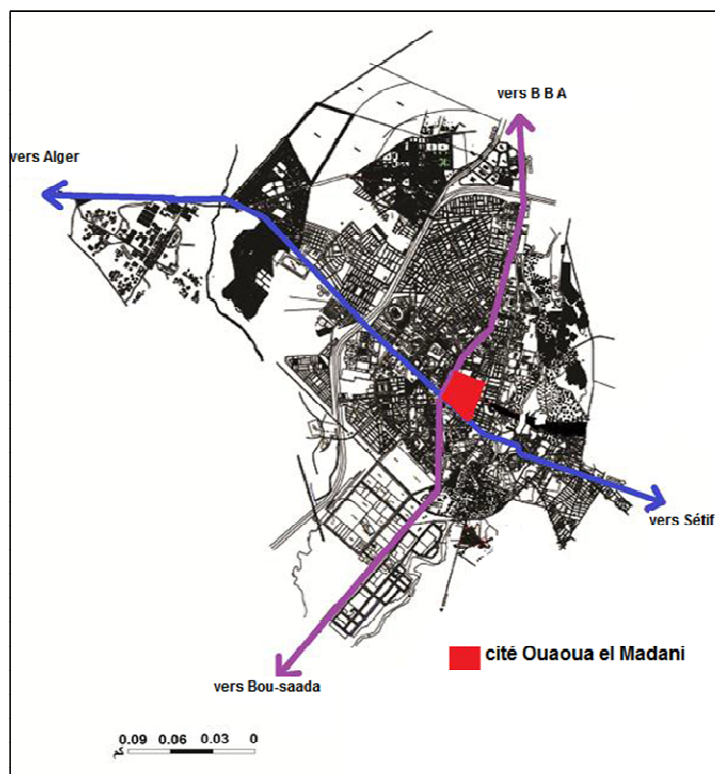 vers B B A
vers Alger
vers Sétif
cité Ouaoua el Madani
vers Bou-saada
0.09 0.06 0.03 0